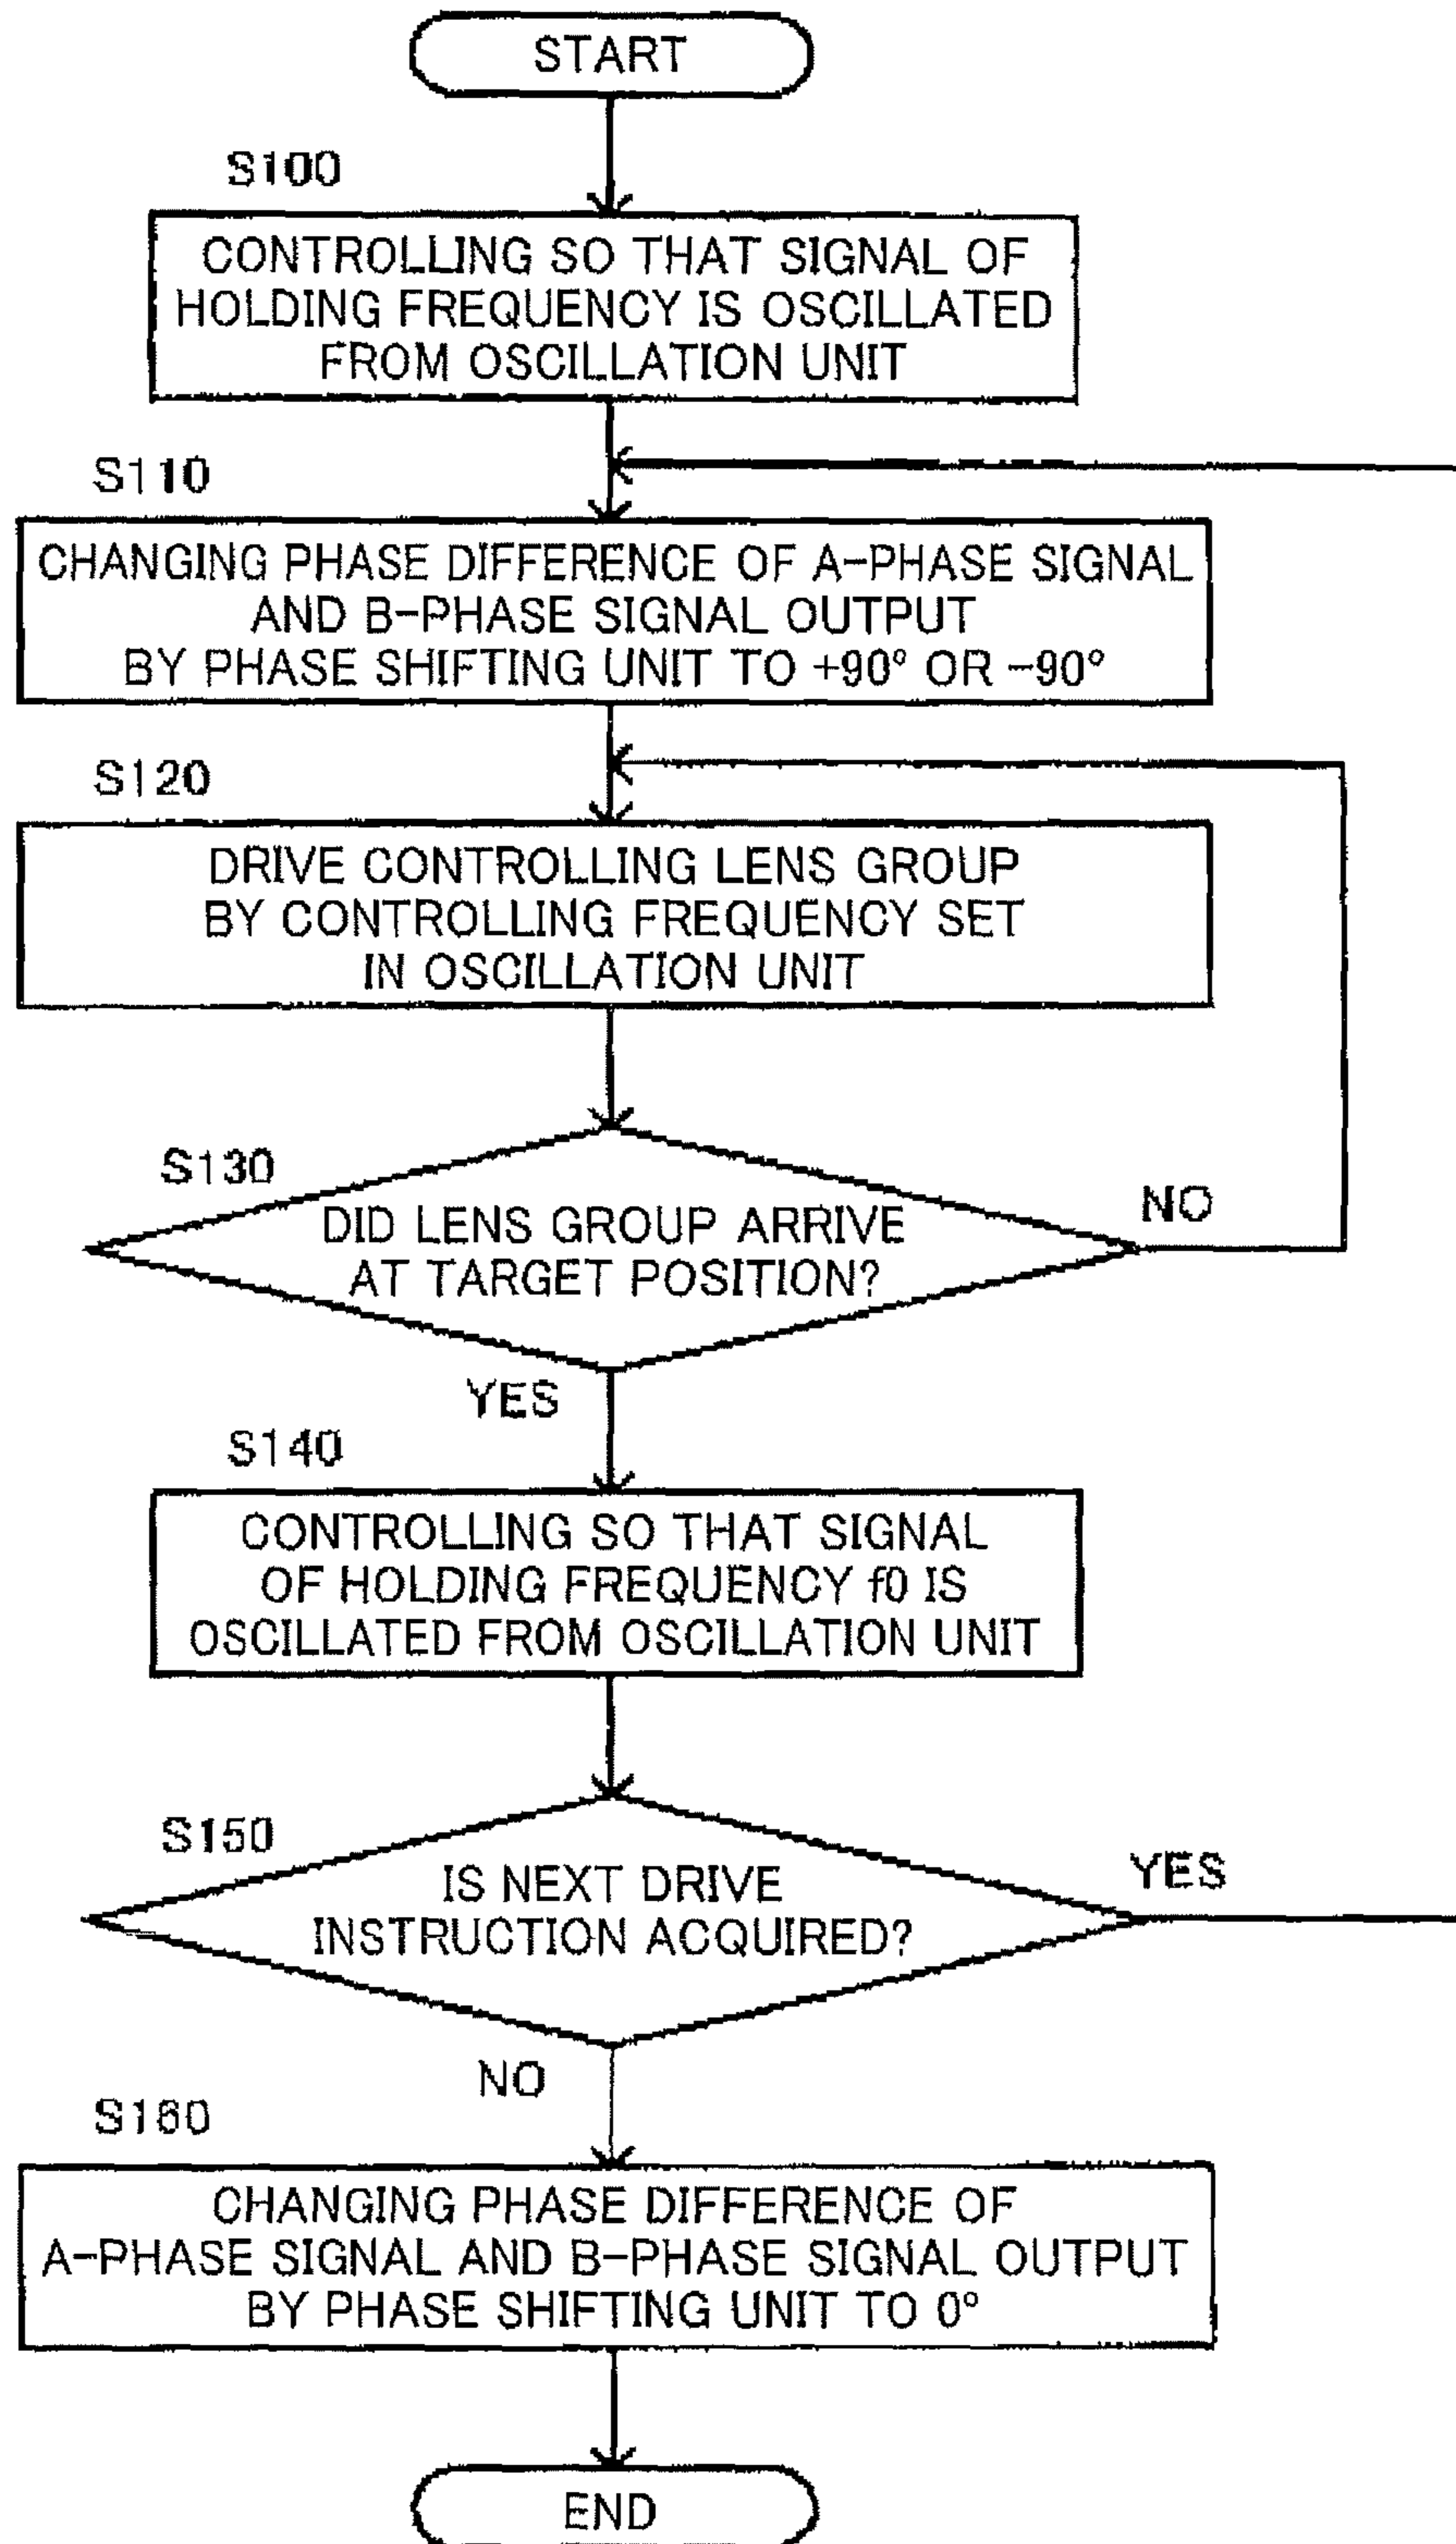 START
S100
CONTROLLING SO THAT SIGNAL OF
HOLDING FREQUENCY IS OSCILLATED
FROM OSCILLATION UNIT
S110
CHANGING PHASE DIFFERENCE OF A-PHASE SIGNAL
AND B-PHASE SIGNAL OUTPUT
BY PHASE SHIFTING UNIT TO +90° OR -90°
S120
DRIVE CONTROLLING LENS GROUP
BY CONTROLLING FREQUENCY SET
IN OSCILLATION UNIT
S130
DID LENS GROUP ARRIVE
AT TARGET POSITION?
NO
YES
S140
CONTROLLING SO THAT SIGNAL
OF HOLDING FREQUENCY f0 IS
OSCILLATED FROM OSCILLATION UNIT
S150
IS NEXT DRIVE
INSTRUCTION ACQUIRED?
YES
NO
S160
CHANGING PHASE DIFFERENCE OF
A-PHASE SIGNAL AND B-PHASE SIGNAL OUTPUT
BY PHASE SHIFTING UNIT TO 0°
END